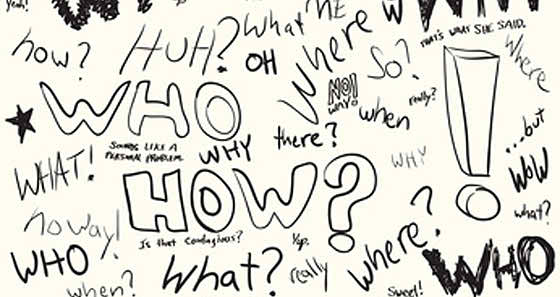 yeah!
how?
HUH?
What
OH
Where
NO!
WAY!
So?
THAT'S WHAT SHE SAID.
where
WHO
when
really?
there?
SOUNDS LIKE A
PERSONAL PROBLEM
WHY
WHY
...but
WHAT!
WOW
HOW?
what?
no way!
Is that contagious?
Yep.
WHO
What?
really
where?
when?
Sweet!
WHO